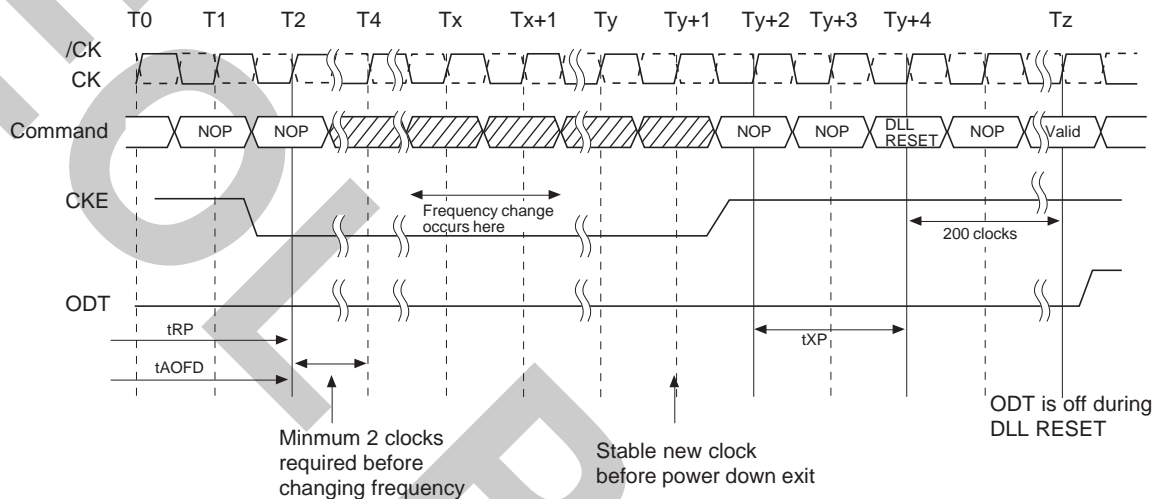 T0 T1 T2 T4 Tx Tx+1 Ty Ty+1 Ty+2 Ty+3 Ty+4 Tz
/CK
CK
Command
NOP NOP NOP NOP DLL RESET NOP Valid
CKE
Frequency change
occurs here
200 clocks
ODT
tRP
tXP
tAOFD
ODT is off during
DLL RESET
Minmum 2 clocks
required before
changing frequency
Stable new clock
before power down exit